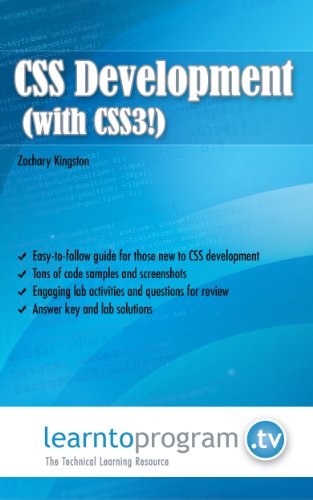 CSS Development
(with CSS3!)
Zachary Kingston
✓ Easy-to-follow guide for those new to CSS development
✓ Tons of code samples and screenshots
✓ Engaging lab activities and questions for review
✓ Answer key and lab solutions
learntoprogram.tv
The Technical Learning Resource